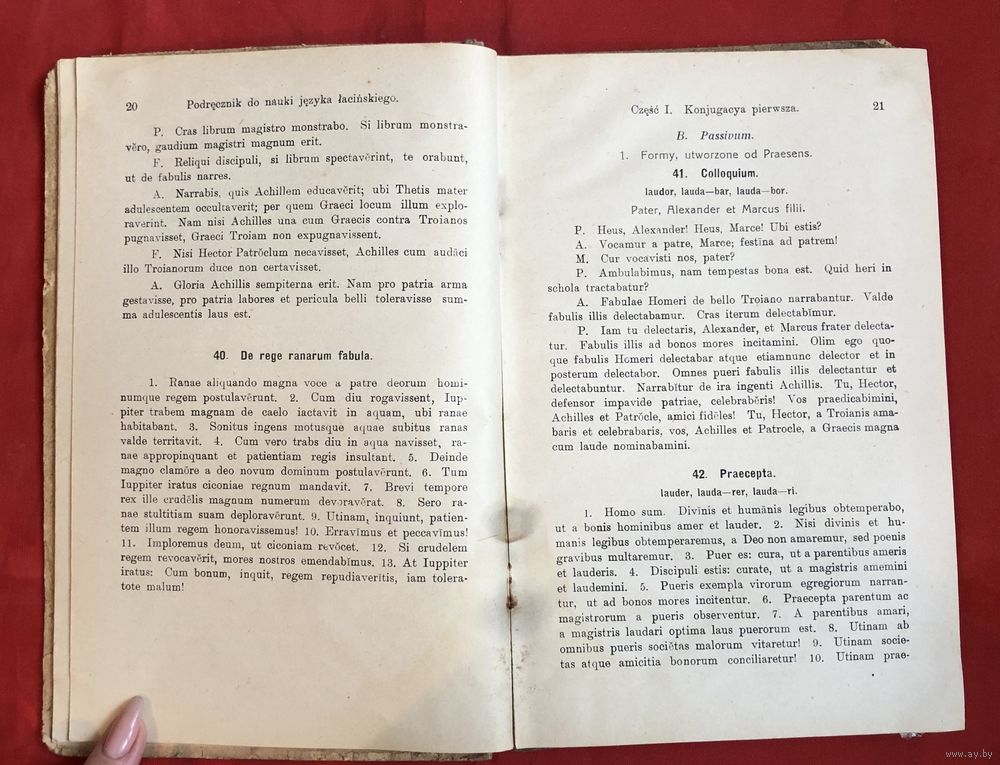 20
Podręcznik do nauki języka łacińskiego.
P. Cras librum magistro monstrabo. Si librum monstra-
vĕro, gaudium magistri magnum erit.
F. Reliqui discipuli, si librum spectavĕrint, te orabunt,
ut de fabulis narres.
A. Narrabis, quis Achillem educavĕrit; ubi Thetis mater
adulescentem occultaverit; per quem Graeci locum illum explo-
raverint. Nam nisi Achilles una cum Graecis contra Troianos
pugnavisset, Graeci Troiam non expugnavissent.
F. Nisi Hector Patrŏclum necavisset, Achilles cum audāci
illo Troianorum duce non certavisset.
A. Gloria Achillis sempiterna erit. Nam pro patria arma
gestavisse, pro patria labores et pericula belli toleravisse sum-
ma adulescentis laus est.
40. De rege ranarum fabula.
1. Ranae aliquando magna voce a patre deorum homi-
numque regem postulavērunt. 2. Cum diu rogavissent, Iup-
piter trabem magnam de caelo iactavit in aquam, ubi ranae
habitabant. 3. Sonitus ingens motusque aquae subitus ranas
valde territavit. 4. Cum vero trabs diu in aqua navisset, ra-
nae appropinquant et patientiam regis insultant. 5. Deinde
magno clamōre a deo novum dominum postulavērunt. 6. Tum
Iuppiter iratus ciconiae regnum mandavit. 7. Brevi tempore
rex ille crudēlis magnum numerum devoravĕrat. 8. Sero ra-
nae stultitiam suam deploravērunt. 9. Utinam, inquiunt, patien-
tem illum regem honoravissemus! 10. Erravĭmus et peccavĭmus!
11. Imploremus deum, ut ciconiam revŏcet. 12. Si crudelem
regem revocavĕrit, mores nostros emendabĭmus. 13. At Iuppiter
iratus: Cum bonum, inquit, regem repudiaveritis, iam tolera-
tote malum!
Część I. Konjugacya pierwsza.
21
B. Passivum.
1. Formy, utworzone od Praesens.
41. Colloquium.
laudor, lauda—bar, lauda—bor.
Pater, Alexander et Marcus filii.
P. Heus, Alexander! Heus, Marce! Ubi estis?
A. Vocamur a patre, Marce; festina ad patrem!
M. Cur vocavisti nos, pater?
P. Ambulabimus, nam tempestas bona est. Quid heri in
schola tractabatur?
A. Fabulae Homeri de bello Troiano narrabantur. Valde
fabulis illis delectabamur. Cras iterum delectabĭmur.
P. Iam tu delectaris, Alexander, et Marcus frater delecta-
tur. Fabulis illis ad bonos mores incitamini. Olim ego quo-
que fabulis Homeri delectabar atque etiamnunc delector et in
posterum delectabor. Omnes pueri fabulis illis delectantur et
delectabuntur. Narrabĭtur de ira ingenti Achillis. Tu, Hector,
defensor impavide patriae, celebrabĕris! Vos praedicabimini,
Achilles et Patrŏcle, amici fidēles! Tu, Hector, a Troianis ama-
baris et celebrabaris, vos, Achilles et Patrocle, a Graecis magna
cum laude nominabamini.
42. Praecepta.
lauder, lauda—rer, lauda—ri.
1. Homo sum. Divinis et humānis legibus obtemperabo,
ut a bonis hominibus amer et lauder. 2. Nisi divinis et hu-
manis legibus obtemperaremus, a Deo non amaremur, sed poenis
gravibus multaremur. 3. Puer es: cura, ut a parentibus ameris
et lauderis. 4. Discipuli estis: curate, ut a magistris amemini
et laudemini. 5. Pueris exempla virorum egregiorum narran-
tur, ut ad bonos mores incitentur. 6. Praecepta parentum ac
magistrorum a pueris observentur. 7. A parentibus amari,
a magistris laudari optima laus puerorum est. 8. Utinam ab
omnibus pueris sociĕtas malorum vitaretur! 9. Utinam socie-
tas atque amicitia bonorum conciliaretur! 10. Utinam prae-
www.ay.by